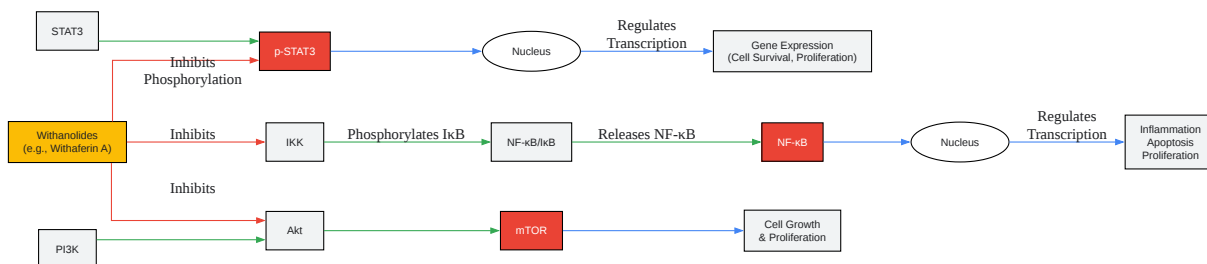 STAT3
p-STAT3
Nucleus
Regulates
Transcription
Gene Expression
(Cell Survival, Proliferation)
Inhibits
Phosphorylation
Withanolides
(e.g., Withaferin A)
Inhibits
IKK
Phosphorylates IκB
NF-κB/IκB
Releases NF-κB
NF-κB
Nucleus
Regulates
Transcription
Inflammation
Apoptosis
Proliferation
Inhibits
PI3K
Akt
mTOR
Cell Growth
& Proliferation